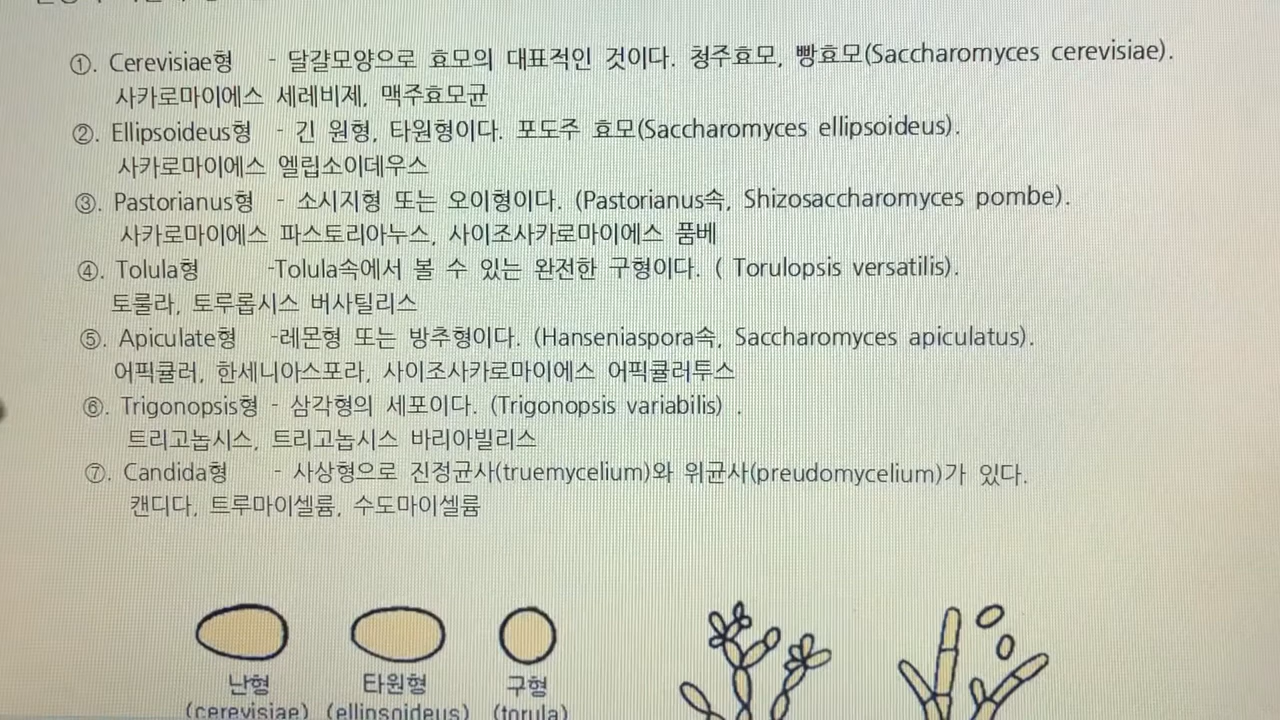 ①. Cerevisiae형 - 달걀모양으로 효모의 대표적인 것이다. 청주효모, 빵효모(Saccharomyces cerevisiae).
사카로마이에스 세레비제, 맥주효모균
②. Ellipsoideus형 - 긴 원형, 타원형이다. 포도주 효모(Saccharomyces ellipsoideus).
사카로마이에스 엘립소이데우스
③. Pastorianus형 - 소시지형 또는 오이형이다. (Pastorianus속, Shizosaccharomyces pombe).
사카로마이에스 파스토리아누스, 사이조사카로마이에스 품베
④. Tolula형 -Tolula속에서 볼 수 있는 완전한 구형이다. ( Torulopsis versatilis).
토룰라, 토루롭시스 버사틸리스
⑤. Apiculate형 -레몬형 또는 방추형이다. (Hanseniaspora속, Saccharomyces apiculatus).
어픽큘러, 한세니아스포라, 사이조사카로마이에스 어픽큘러투스
⑥. Trigonopsis형 - 삼각형의 세포이다. (Trigonopsis variabilis) .
트리고놉시스, 트리고놉시스 바리아빌리스
⑦. Candida형 - 사상형으로 진정균사(truemycelium)와 위균사(preudomycelium)가 있다.
캔디다, 트루마이셀륨, 수도마이셀륨
난형 타원형 구형
(cerevisiae) (ellipsoideus) (torula)